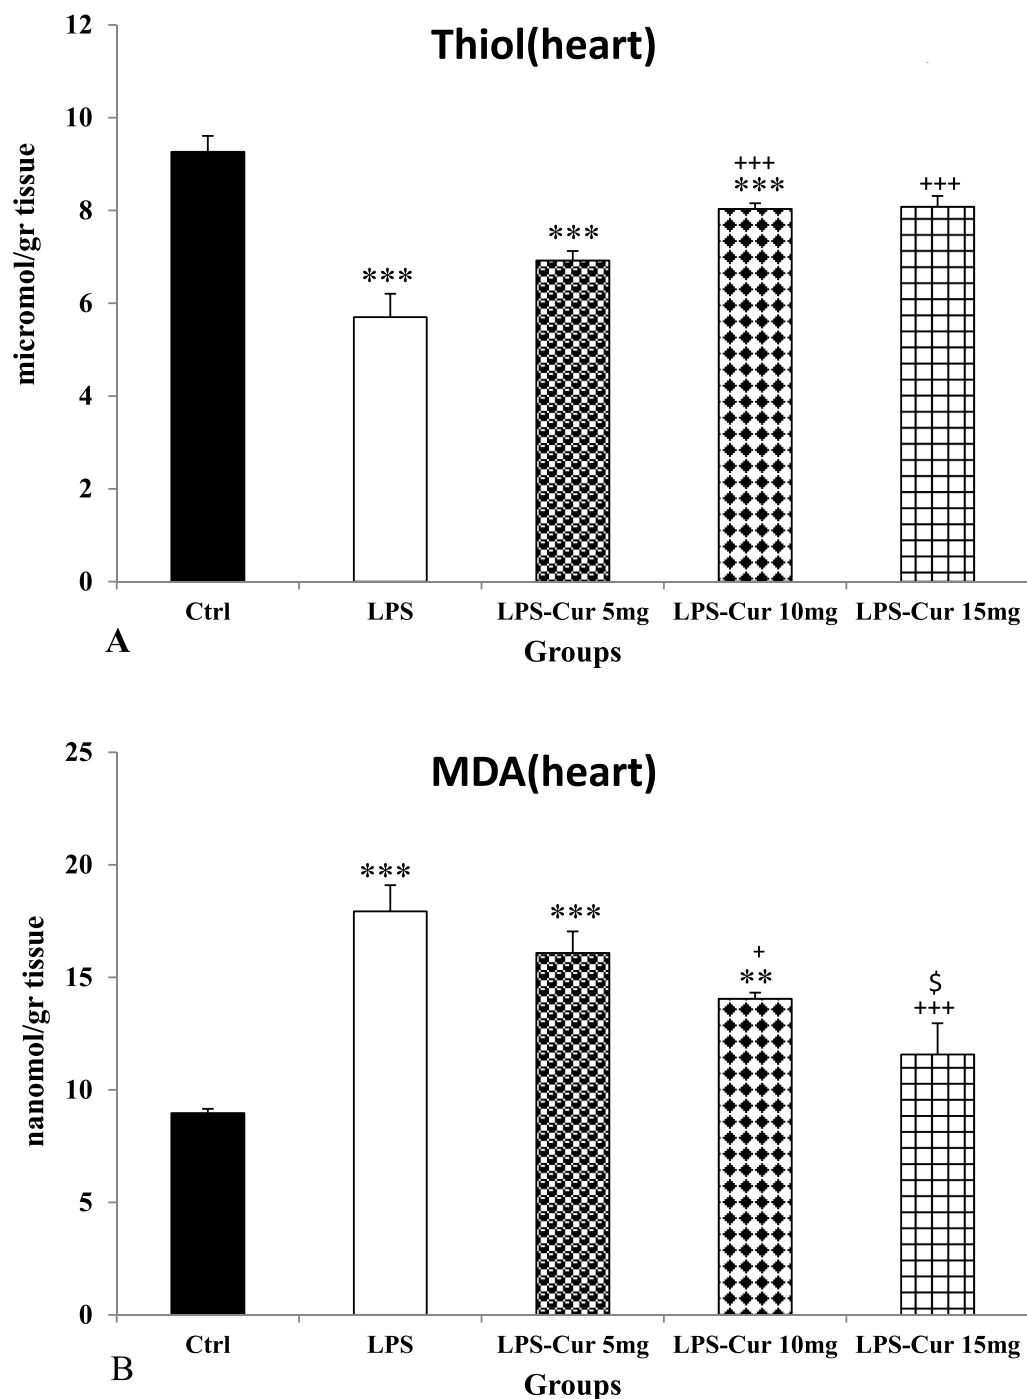 Thiol(heart)
micromol/gr tissue
12
10
8
6
4
2
0
***
***
+++
***
+++
Ctrl
LPS
LPS-Cur 5mg
LPS-Cur 10mg
LPS-Cur 15mg
A
Groups
MDA(heart)
nanomol/gr tissue
25
20
15
10
5
0
***
***
+
**
$
+++
Ctrl
LPS
LPS-Cur 5mg
LPS-Cur 10mg
LPS-Cur 15mg
B
Groups